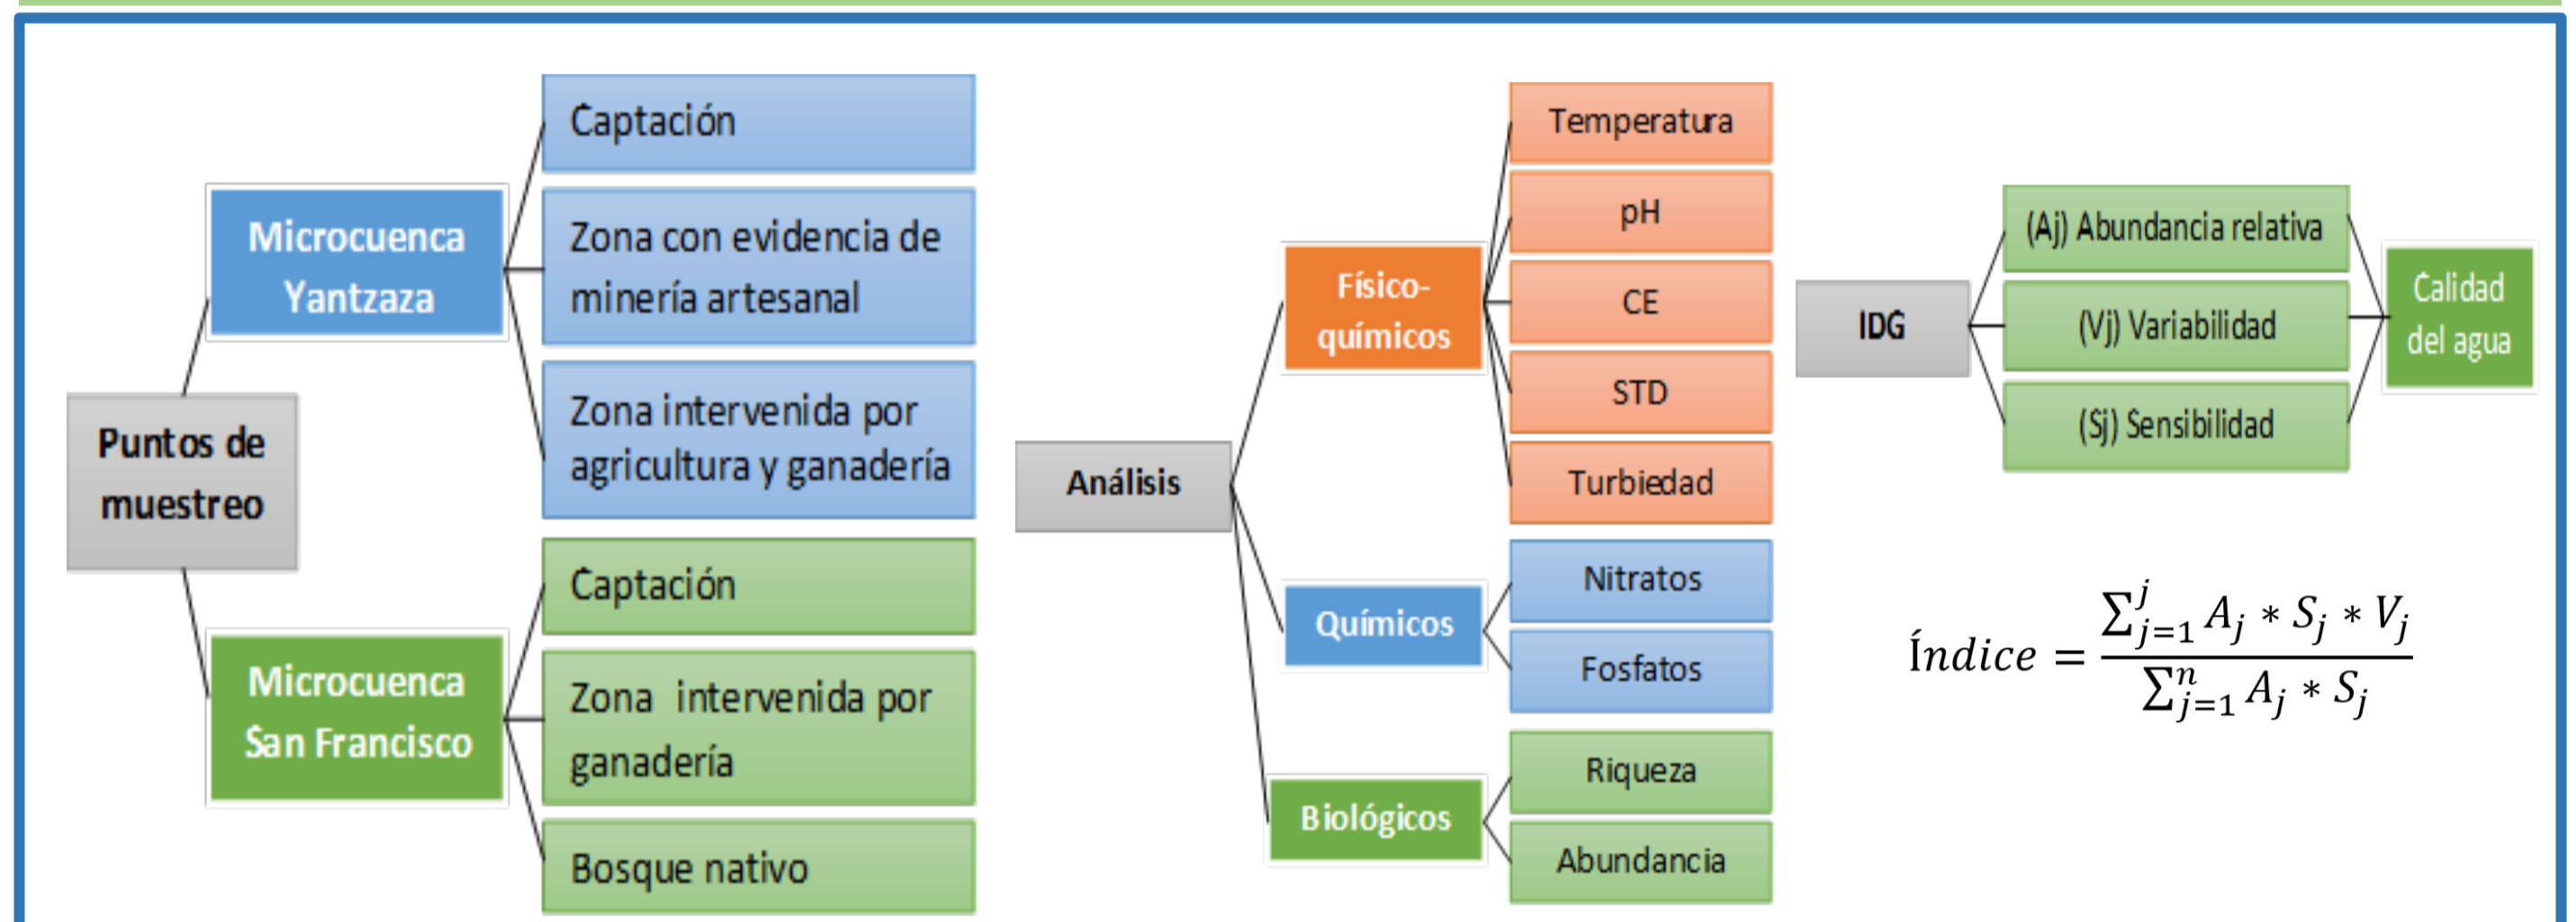 Puntos de
muestreo
Microcuenca
Yantzaza
Captación
Zona con evidencia de
minería artesanal
Zona intervenida por
agricultura y ganadería
Microcuenca
San Francisco
Captación
Zona intervenida por
ganadería
Bosque nativo
Análisis
Físico-
químicos
Temperatura
pH
CE
STD
Turbiedad
Químicos
Nitratos
Fosfatos
Biológicos
Riqueza
Abundancia
IDG
(Aj) Abundancia relativa
(Vj) Variabilidad
(Sj) Sensibilidad
Calidad
del agua
Índice = \frac{\sum_{j=1}^{j} A_j * S_j * V_j}{\sum_{j=1}^{n} A_j * S_j}